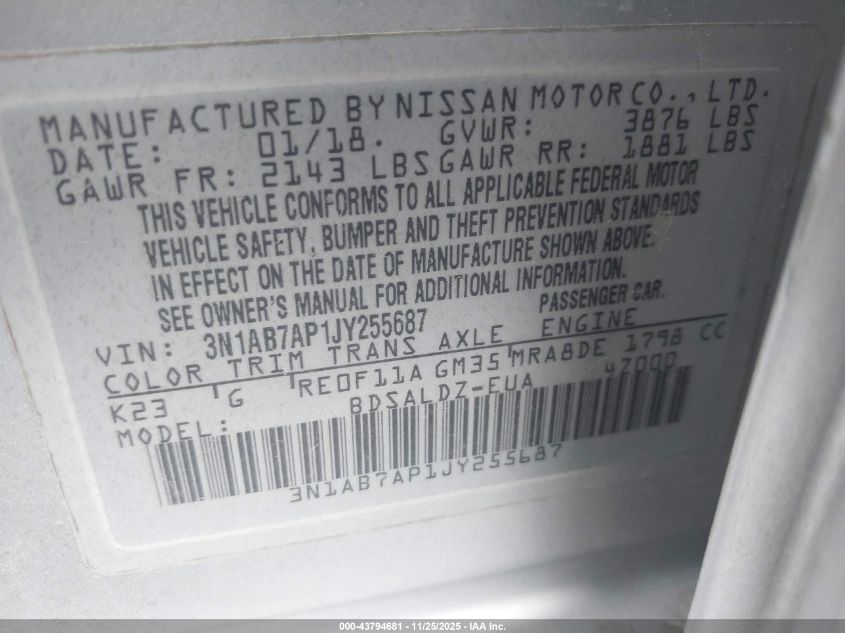 MANUFACTURED BY NISSAN MOTOR CO., LTD.
DATE: 01/18. GVWR: 3876 LBS
GAWR FR: 2143 LBS GAWR RR: 1881 LBS
THIS VEHICLE CONFORMS TO ALL APPLICABLE FEDERAL MOTOR
VEHICLE SAFETY, BUMPER AND THEFT PREVENTION STANDARDS
IN EFFECT ON THE DATE OF MANUFACTURE SHOWN ABOVE.
SEE OWNER'S MANUAL FOR ADDITIONAL INFORMATION.
VIN: 3N1AB7AP1JY255687 PASSENGER CAR.
COLOR TRIM TRANS AXLE ENGINE
K23 G RE0F11A GM35 MRA8DE 1798 CC
MODEL: BDSALDZ-EUA 47000
3N1AB7AP1JY255687
000-43794681 - 11/25/2025 - IAA Inc.